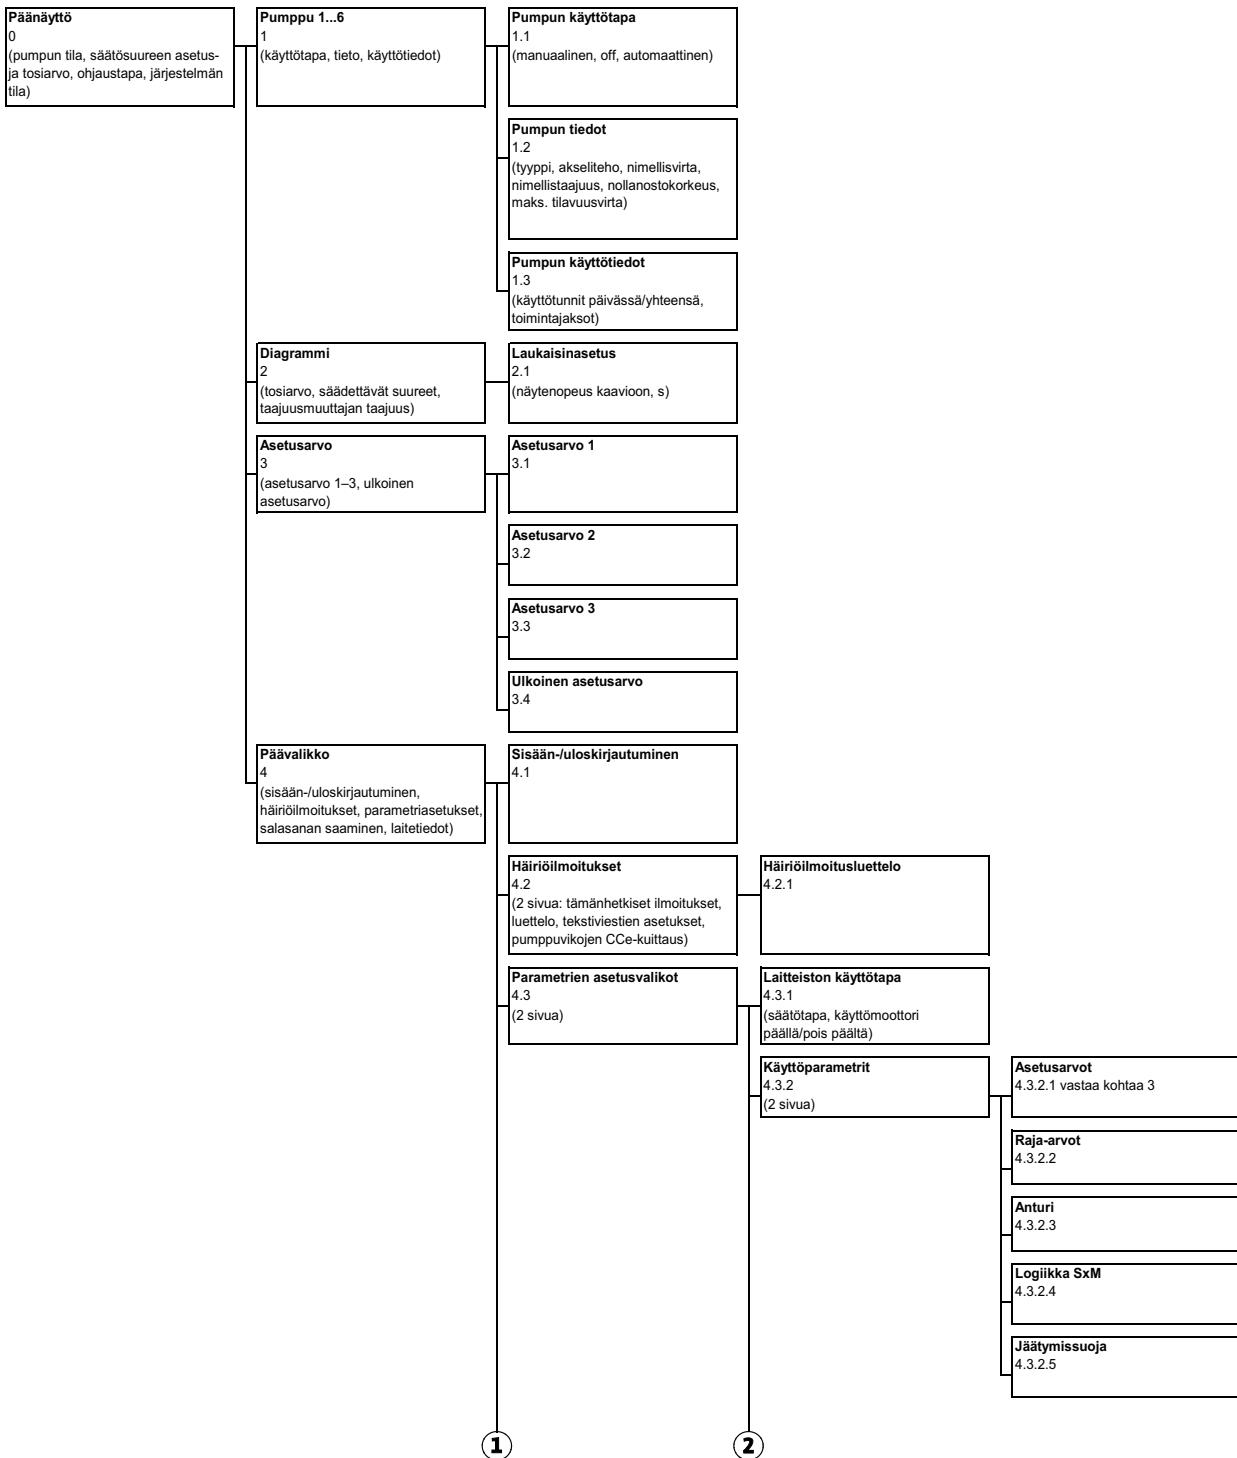 Päänäyttö
0
(pumpun tila, säätösuureen asetus-
ja tosiarvo, ohjaustapa, järjestelmän
tila)
Pumppu 1...6
1
(käyttötapa, tieto, käyttötiedot)
Pumpun käyttötapa
1.1
(manuaalinen, off, automaattinen)
Pumpun tiedot
1.2
(tyyppi, akseliteho, nimellisvirta,
nimellistaajuus, nollanostokorkeus,
maks. tilavuusvirta)
Pumpun käyttötiedot
1.3
(käyttötunnit päivässä/yhteensä,
toimintajaksot)
Diagrammi
2
(tosiarvo, säädettävät suureet,
taajuusmuuttajan taajuus)
Laukaisinasetus
2.1
(näytenopeus kaavioon, s)
Asetusarvo
3
(asetusarvo 1–3, ulkoinen
asetusarvo)
Asetusarvo 1
3.1
Asetusarvo 2
3.2
Asetusarvo 3
3.3
Ulkoinen asetusarvo
3.4
Päävalikko
4
(sisään-/uloskirjautuminen,
häiriöilmoitukset, parametriasetukset,
salasanan saaminen, laitetiedot)
Sisään-/uloskirjautuminen
4.1
Häiriöilmoitukset
4.2
(2 sivua: tämänhetkiset ilmoitukset,
luettelo, tekstiviestien asetukset,
pumppuvikojen CCe-kuittaus)
Häiriöilmoitusluettelo
4.2.1
Parametrien asetusvalikot
4.3
(2 sivua)
Laitteiston käyttötapa
4.3.1
(säätötapa, käyttömoottori
päällä/pois päältä)
Käyttöparametrit
4.3.2
(2 sivua)
Asetusarvot
4.3.2.1 vastaa kohtaa 3
Raja-arvot
4.3.2.2
Anturi
4.3.2.3
Logiikka SxM
4.3.2.4
Jäätymissuoja
4.3.2.5
1
2